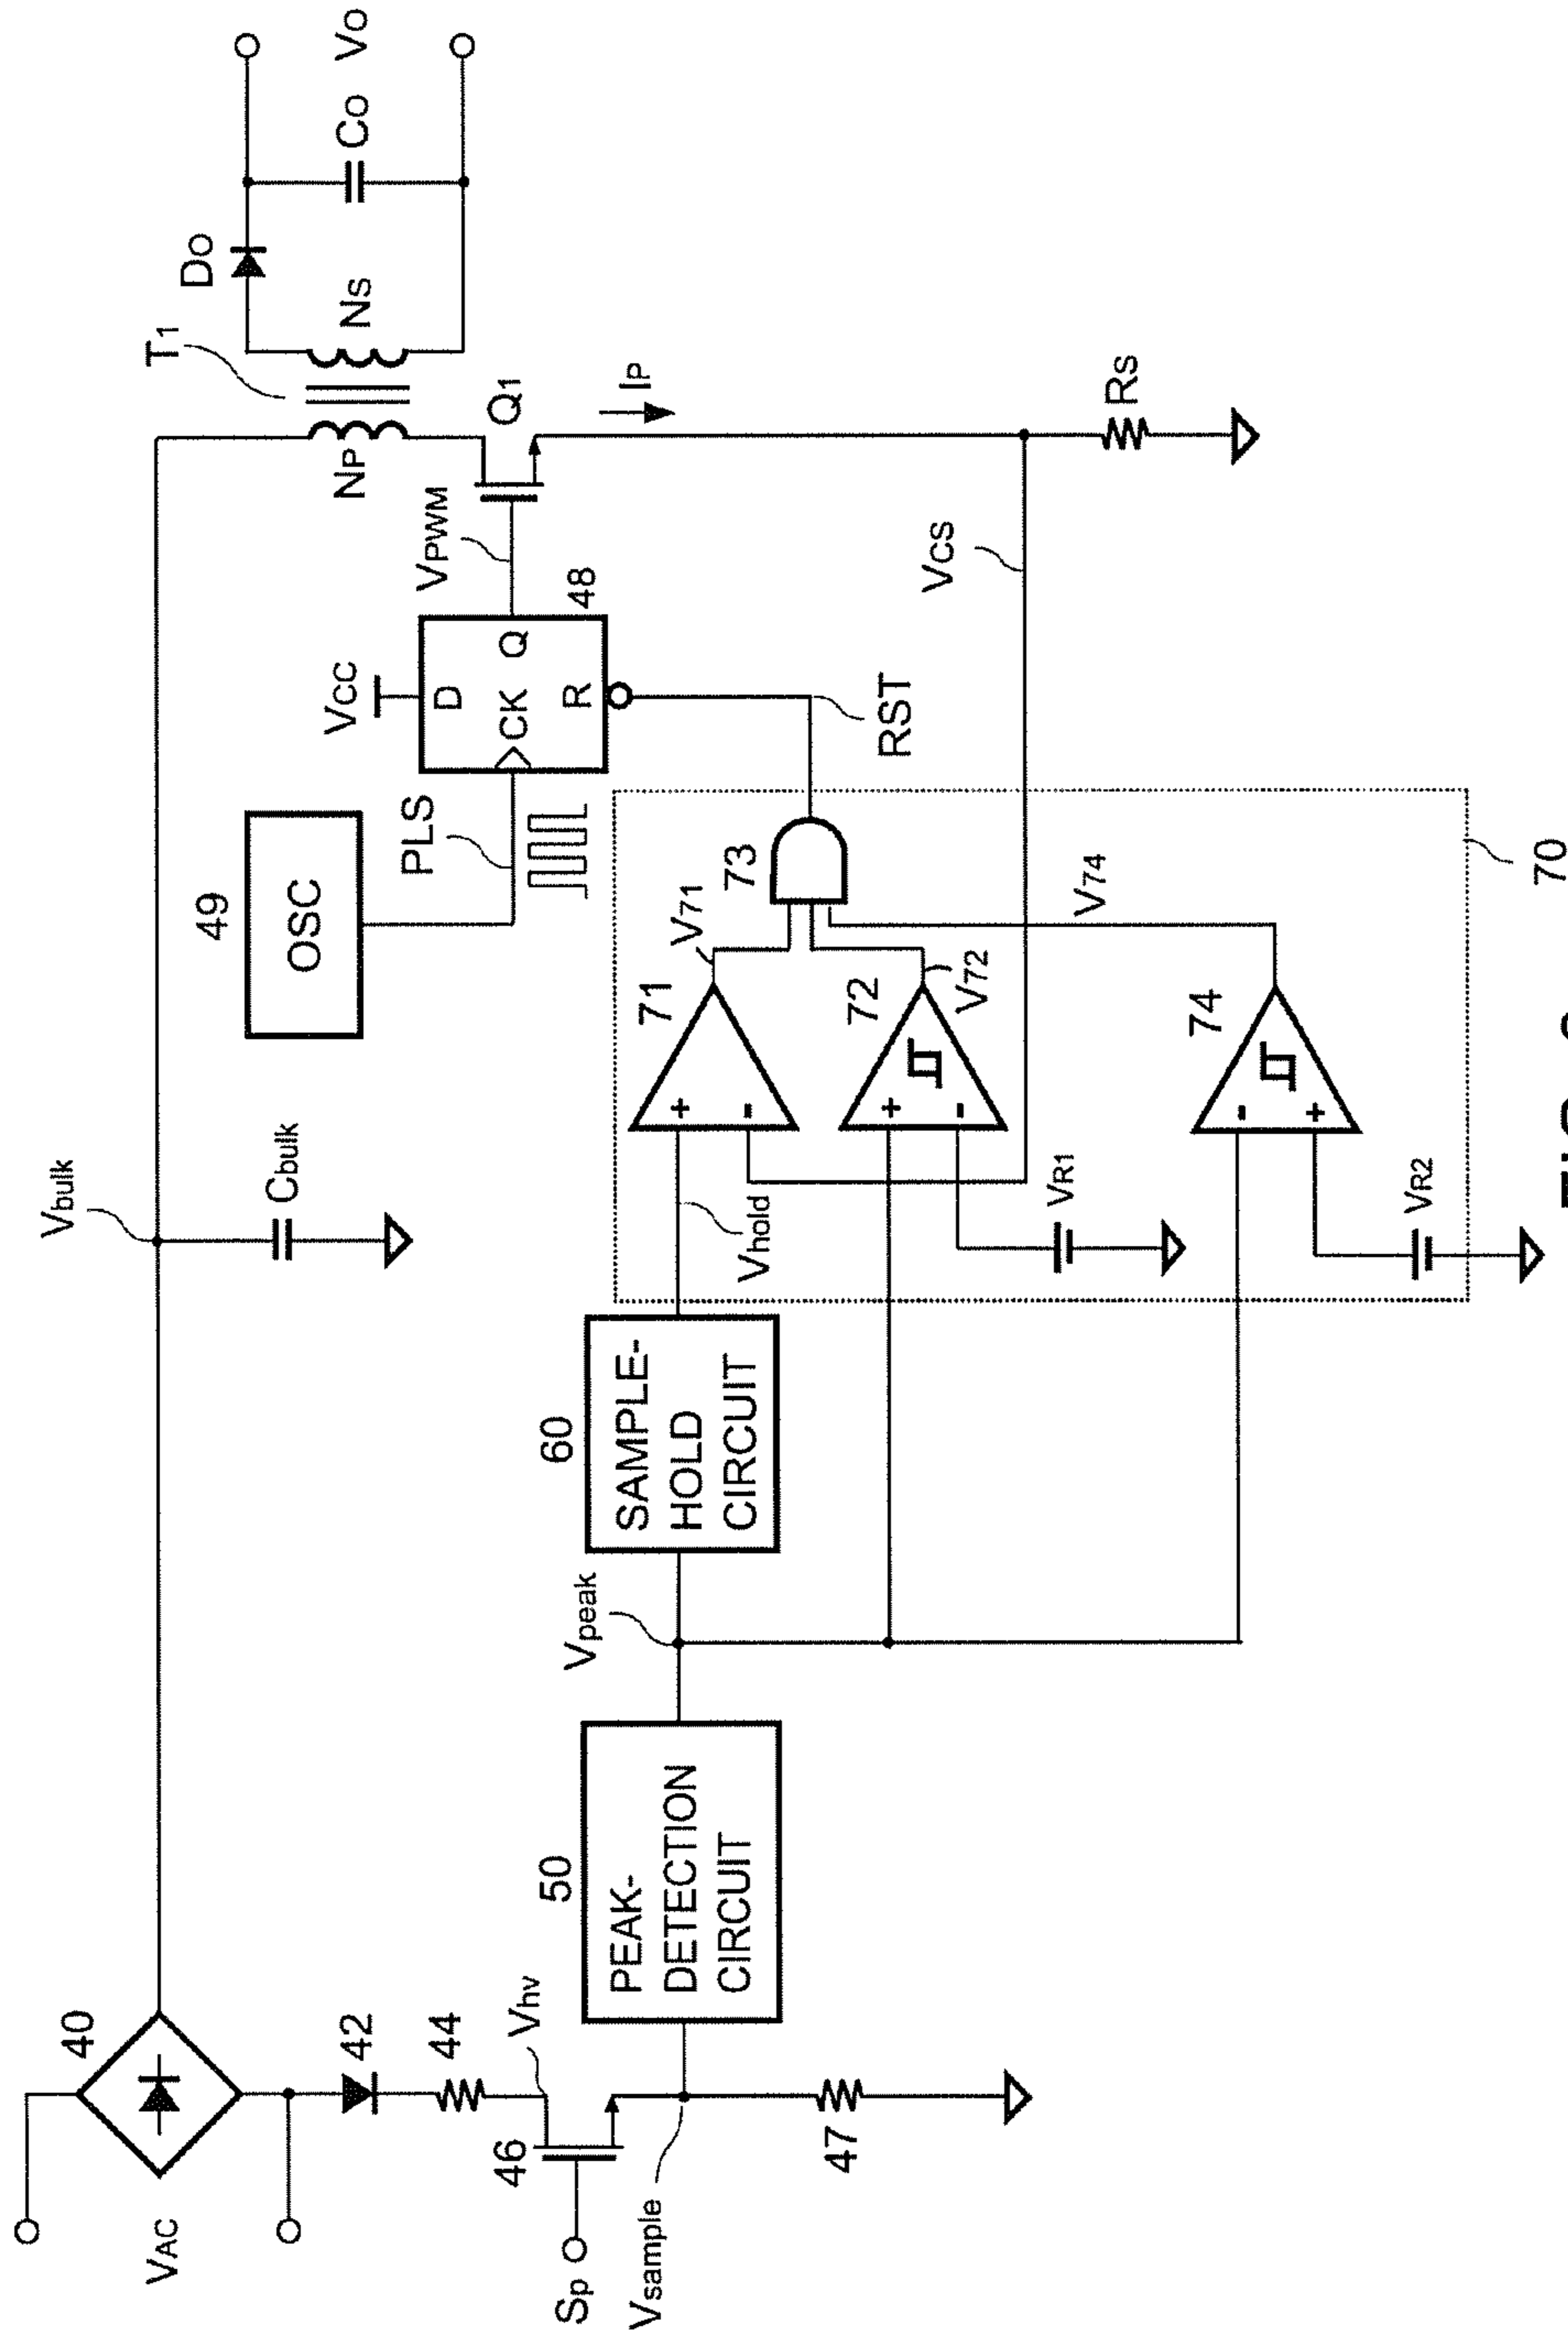 VAC
40
42
44
Vhv
46
Sp
Vsample
47
50
PEAK-
DETECTION
CIRCUIT
Vpeak
60
SAMPLE-
HOLD
CIRCUIT
Vhold
Vbulk
Cbulk
VR1
VR2
71
+
-
V71
72
+
-
V72
73
74
-
+
V74
70
49
OSC
PLS
VCC
D
CK
Q
R
48
RST
VPWM
VCS
NP
T1
NS
Q1
IP
RS
DO
CO
VO